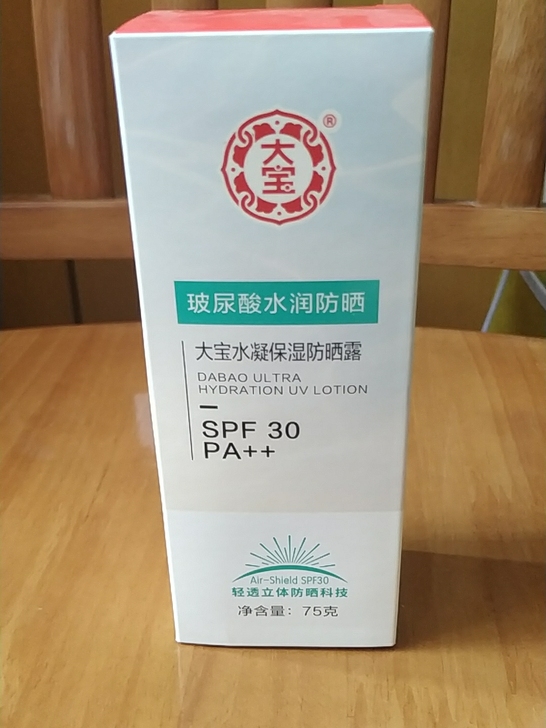 大宝
®
玻尿酸水润防晒
大宝水凝保湿防晒露
DABAO ULTRA
HYDRATION UV LOTION
SPF 30
PA++
Air-Shield SPF30
轻透立体防晒科技
净含量：75克